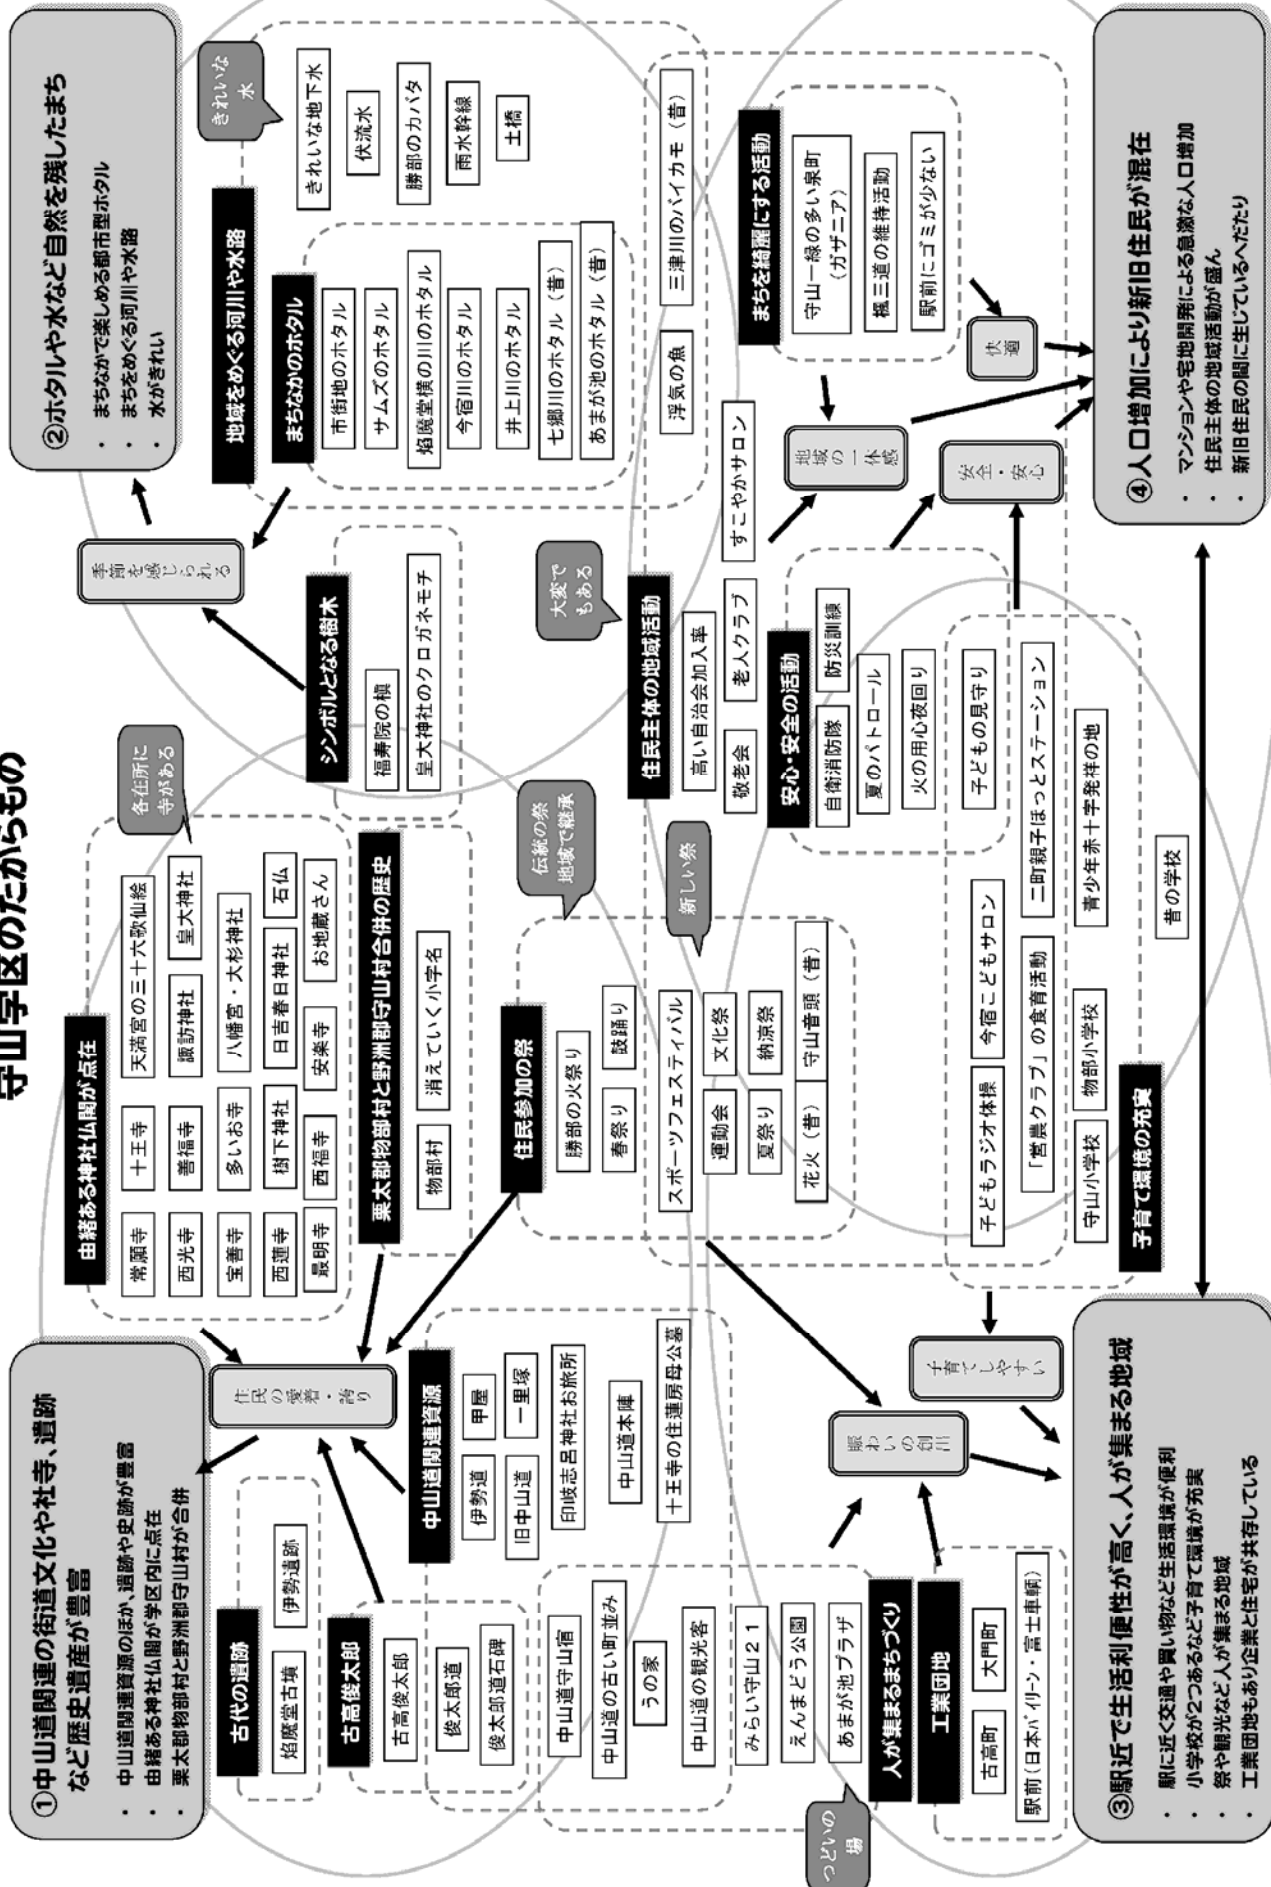 守山学区のたからもの
①中山道関連の街道文化や社寺、遺跡
など歴史遺産が豊富
・ 中山道関連資源のほか、遺跡や史跡が豊富
・ 由緒ある神社仏閣が学区内に点在
・ 栗太郡物部村と野洲郡守山村が合併
②ホタルや水など自然を残したまち
・ まちなかで楽しめる都市型ホタル
・ まちをめぐる河川や水路
・ 水がきれい
由緒ある神社仏閣が点在
各在所に
寺がある
常願寺
十王寺
天満宮の三十六歌仙絵
西光寺
善福寺
諏訪神社
皇大神社
宝善寺
多いお寺
八幡宮・大杉神社
西蓮寺
樹下神社
日吉春日神社
石仏
最明寺
西福寺
安楽寺
お地蔵さん
栗太郡物部村と野洲郡守山村合併の歴史
物部村
消えていく小字名
住民の愛着・誇り
古代の遺跡
焔魔堂古墳
伊勢遺跡
古高俊太郎
古高俊太郎
俊太郎道
俊太郎道石碑
中山道関連資源
伊勢道
甲屋
旧中山道
一里塚
印岐志呂神社お旅所
中山道本陣
十王寺の住蓮房母公墓
中山道守山宿
中山道の古い町並み
うの家
中山道の観光客
みらい守山21
えんまどう公園
あまが池プラザ
人が集まるまちづくり
つどいの
場
工業団地
古高町
大門町
駅前(日本バイリーン・富士車輌)
シンボルとなる樹木
福寿院の槇
皇大神社のクロガネモチ
季節を感じられる
地域をめぐる河川や水路
きれいな
水
きれいな地下水
伏流水
勝部のカバタ
雨水幹線
土橋
まちなかのホタル
市街地のホタル
サムズのホタル
焔魔堂横の川のホタル
今宿川のホタル
井上川のホタル
七郷川のホタル(昔)
あまが池のホタル(昔)
浮気の魚
三津川のバイカモ(昔)
住民参加の祭
伝統の祭
地域で継承
勝部の火祭り
春祭り
鼓踊り
新しい祭
スポーツフェスティバル
運動会
文化祭
夏祭り
納涼祭
花火(昔)
守山音頭(昔)
住民主体の地域活動
大変で
もある
高い自治会加入率
敬老会
老人クラブ
すこやかサロン
安心・安全の活動
自衛消防隊
防災訓練
夏のパトロール
火の用心夜回り
子どもの見守り
まちを綺麗にする活動
守山一緑の多い泉町
(ガザニア)
楓三道の維持活動
駅前にゴミが少ない
地域の一体感
安全・安心
快適
子どもラジオ体操
今宿こどもサロン
「営農クラブ」の食育活動
二町親子ほっとステーション
守山小学校
物部小学校
青少年赤十字発祥の地
子育て環境の充実
昔の学校
賑わいの創出
子育てしやすい
③駅近で生活利便性が高く、人が集まる地域
・ 駅に近く交通や買い物など生活環境が便利
・ 小学校が2つあるなど子育て環境が充実
・ 祭や観光など人が集まる地域
・ 工業団地もあり企業と住宅が共存している
④人口増加により新旧住民が混在
・ マンションや宅地開発による急激な人口増加
・ 住民主体の地域活動が盛ん
・ 新旧住民の間に生じているへだたり